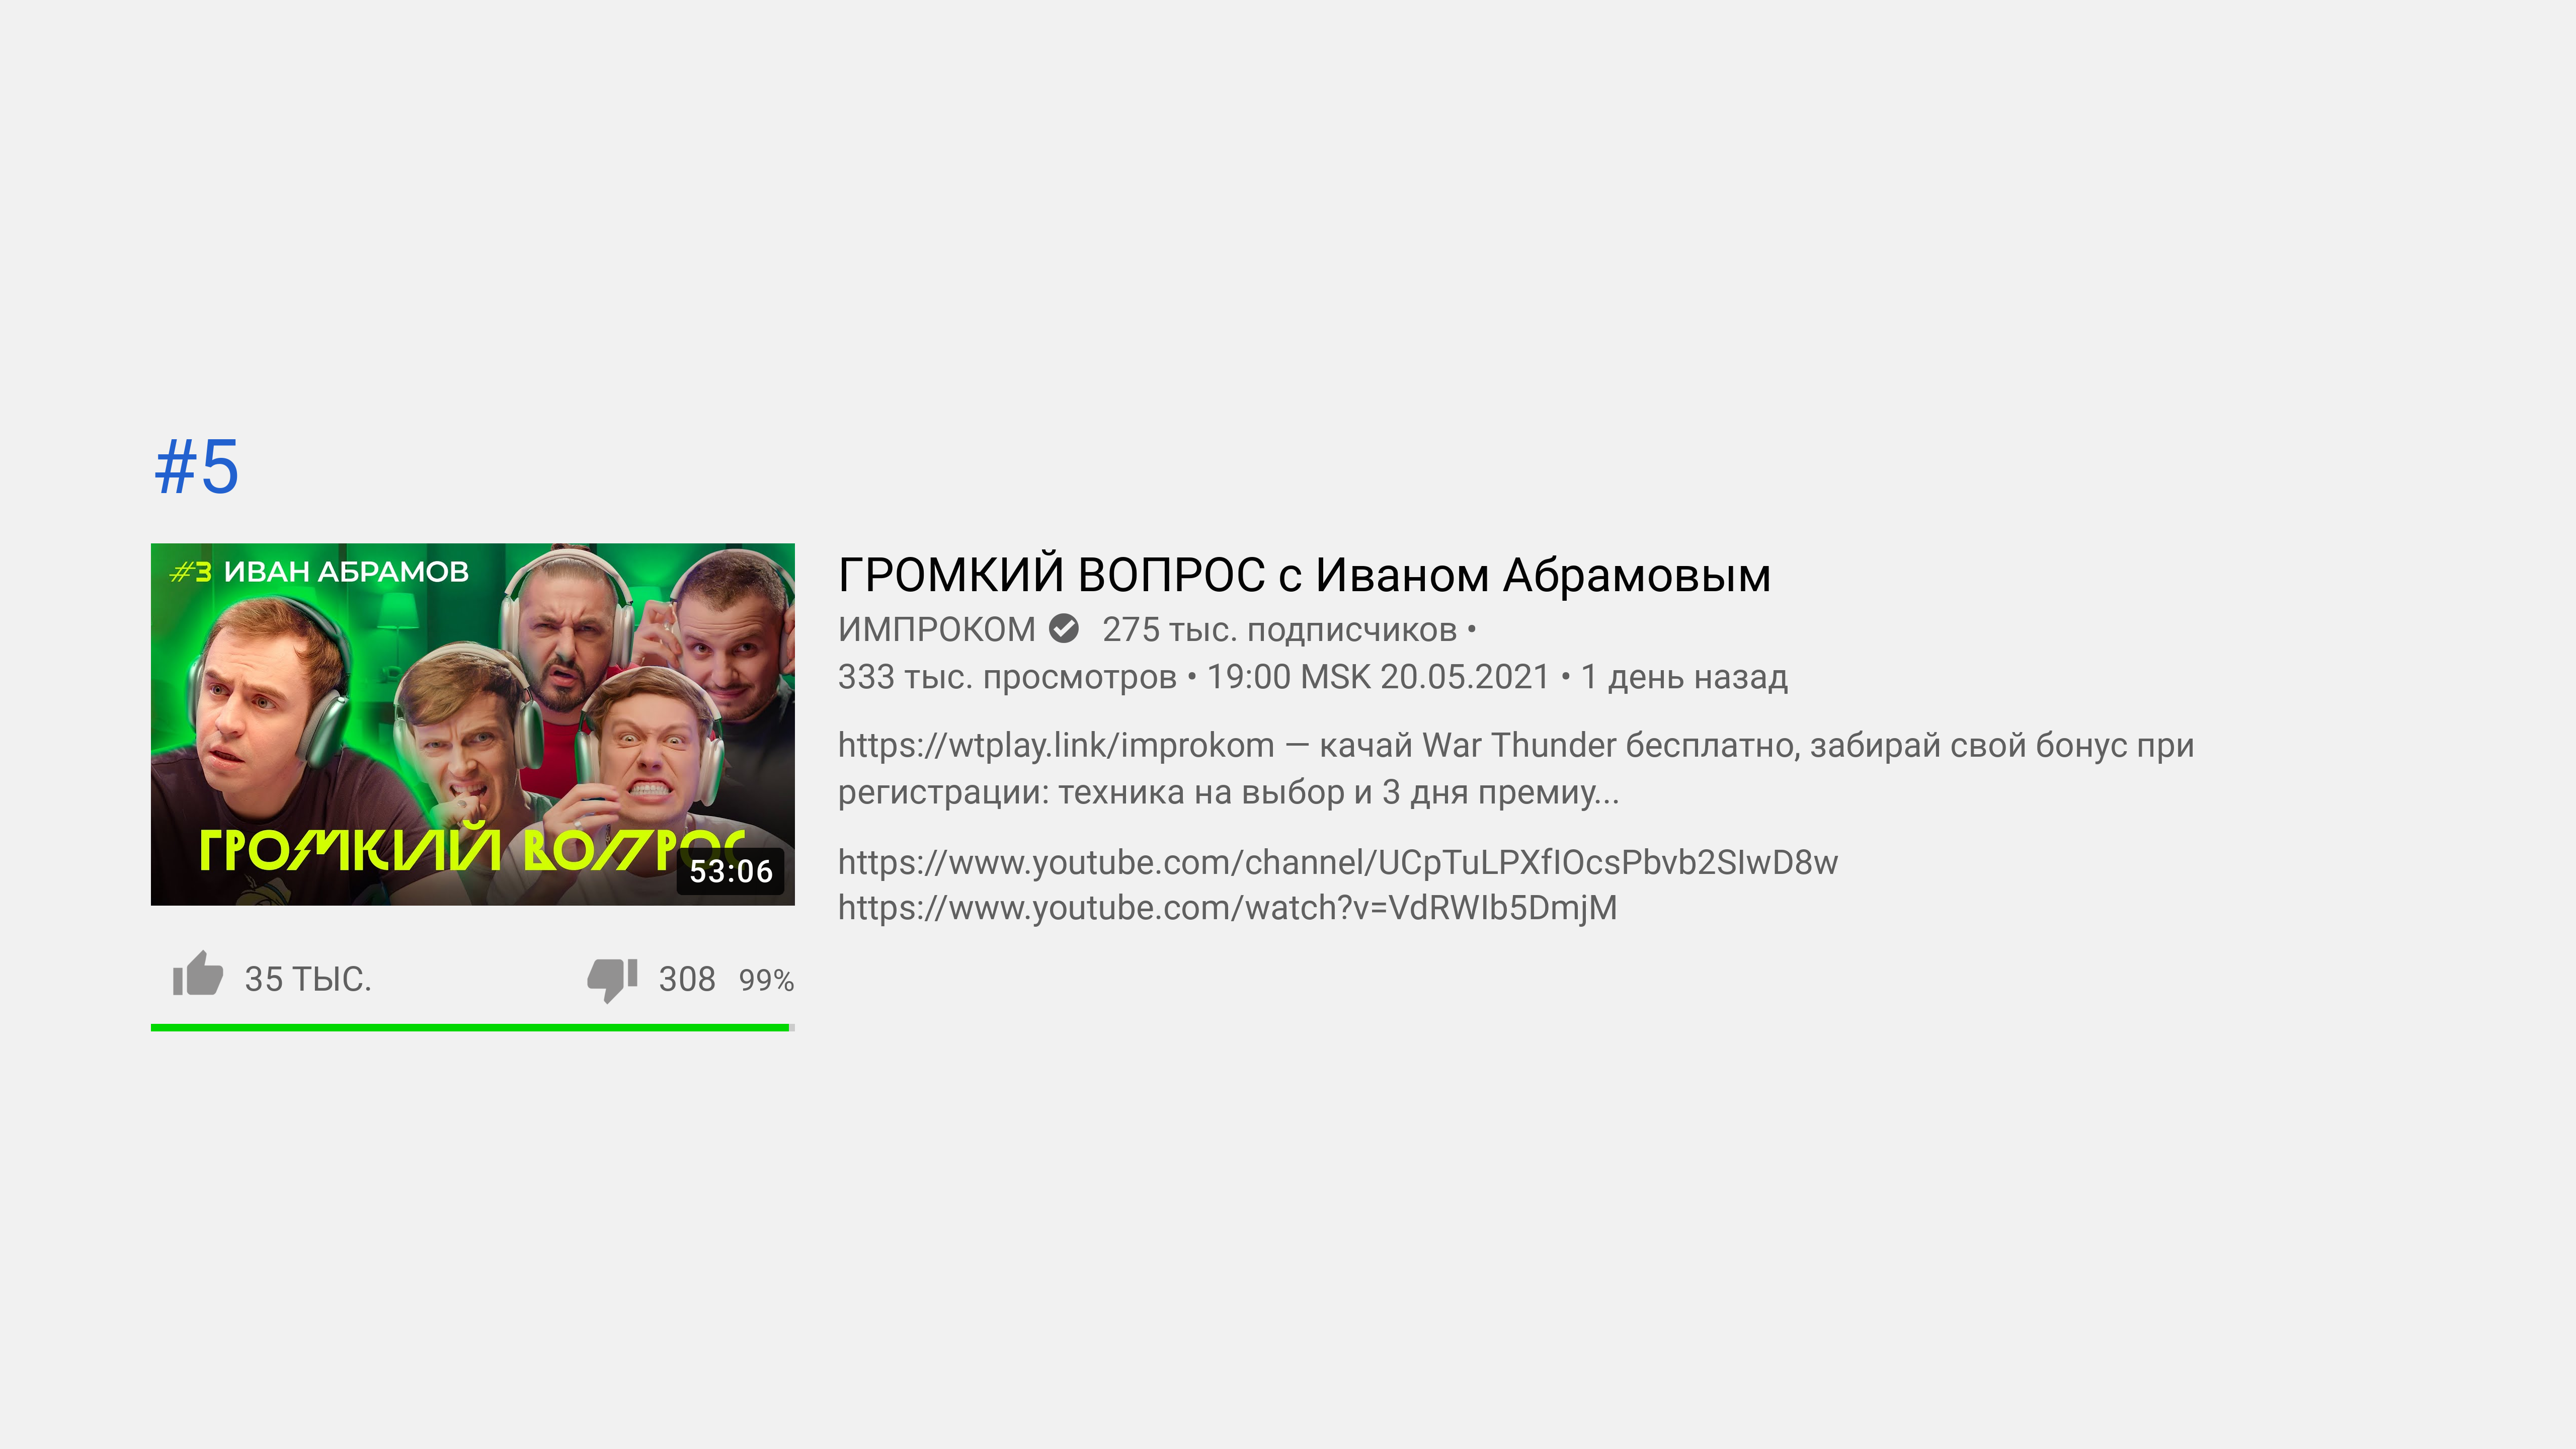 #5
#3 ИВАН АБРАМОВ
ГРОМКИЙ ВОПРОС
53:06
35 ТЫС.
308 99%
ГРОМКИЙ ВОПРОС с Иваном Абрамовым
ИМПРОКОМ 275 тыс. подписчиков •
333 тыс. просмотров • 19:00 MSK 20.05.2021 • 1 день назад
https://wtplay.link/improkom — качай War Thunder бесплатно, забирай свой бонус при
регистрации: техника на выбор и 3 дня премиу...
https://www.youtube.com/channel/UCpTuLPXfIOcsPbvb2SIwD8w
https://www.youtube.com/watch?v=VdRWIb5DmjM